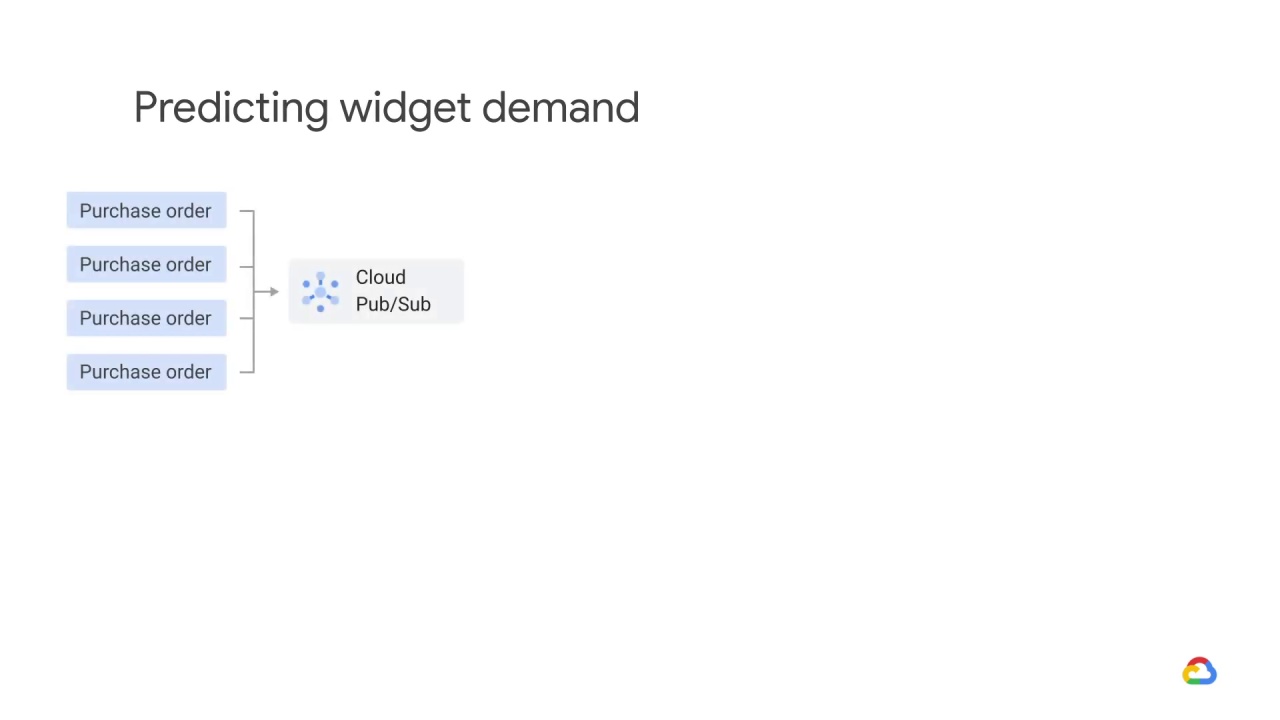 Predicting widget demand
Purchase order
Purchase order
Purchase order
Purchase order
Cloud
Pub/Sub